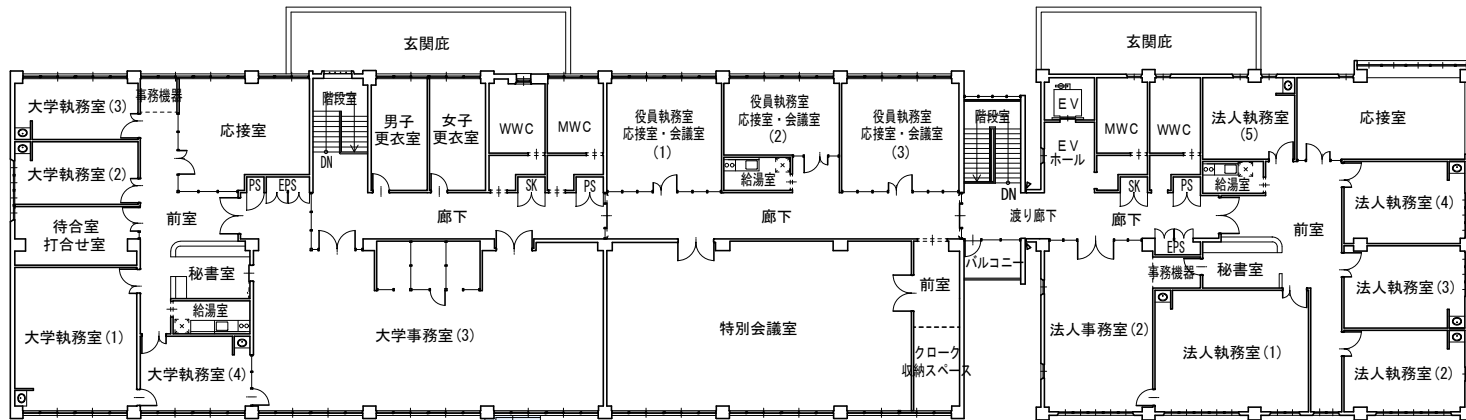 玄関庇
玄関庇
大学執務室(3)
事務機器
応接室
階段室
DN
男子
更衣室
女子
更衣室
WWC
MWC
役員執務室
応接室・会議室
(1)
役員執務室
応接室・会議室
(2)
役員執務室
応接室・会議室
(3)
階段室
DN
EV
EV
ホール
MWC
WWC
法人執務室
(5)
応接室
大学執務室(2)
PS
EPS
SK
PS
給湯室
SK
PS
給湯室
待合室
打合せ室
前室
廊下
廊下
渡り廊下
廊下
前室
法人執務室(4)
秘書室
給湯室
バルコニー
EPS
事務機器
秘書室
法人執務室(3)
大学執務室(1)
大学執務室(4)
大学事務室(3)
特別会議室
前室
クローク
収納スペース
法人事務室(2)
法人執務室(1)
法人執務室(2)